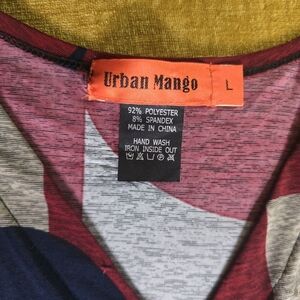 Urban Mango L
92% POLYESTER
8% SPANDEX
MADE IN CHINA
HAND WASH
IRON INSIDE OUT